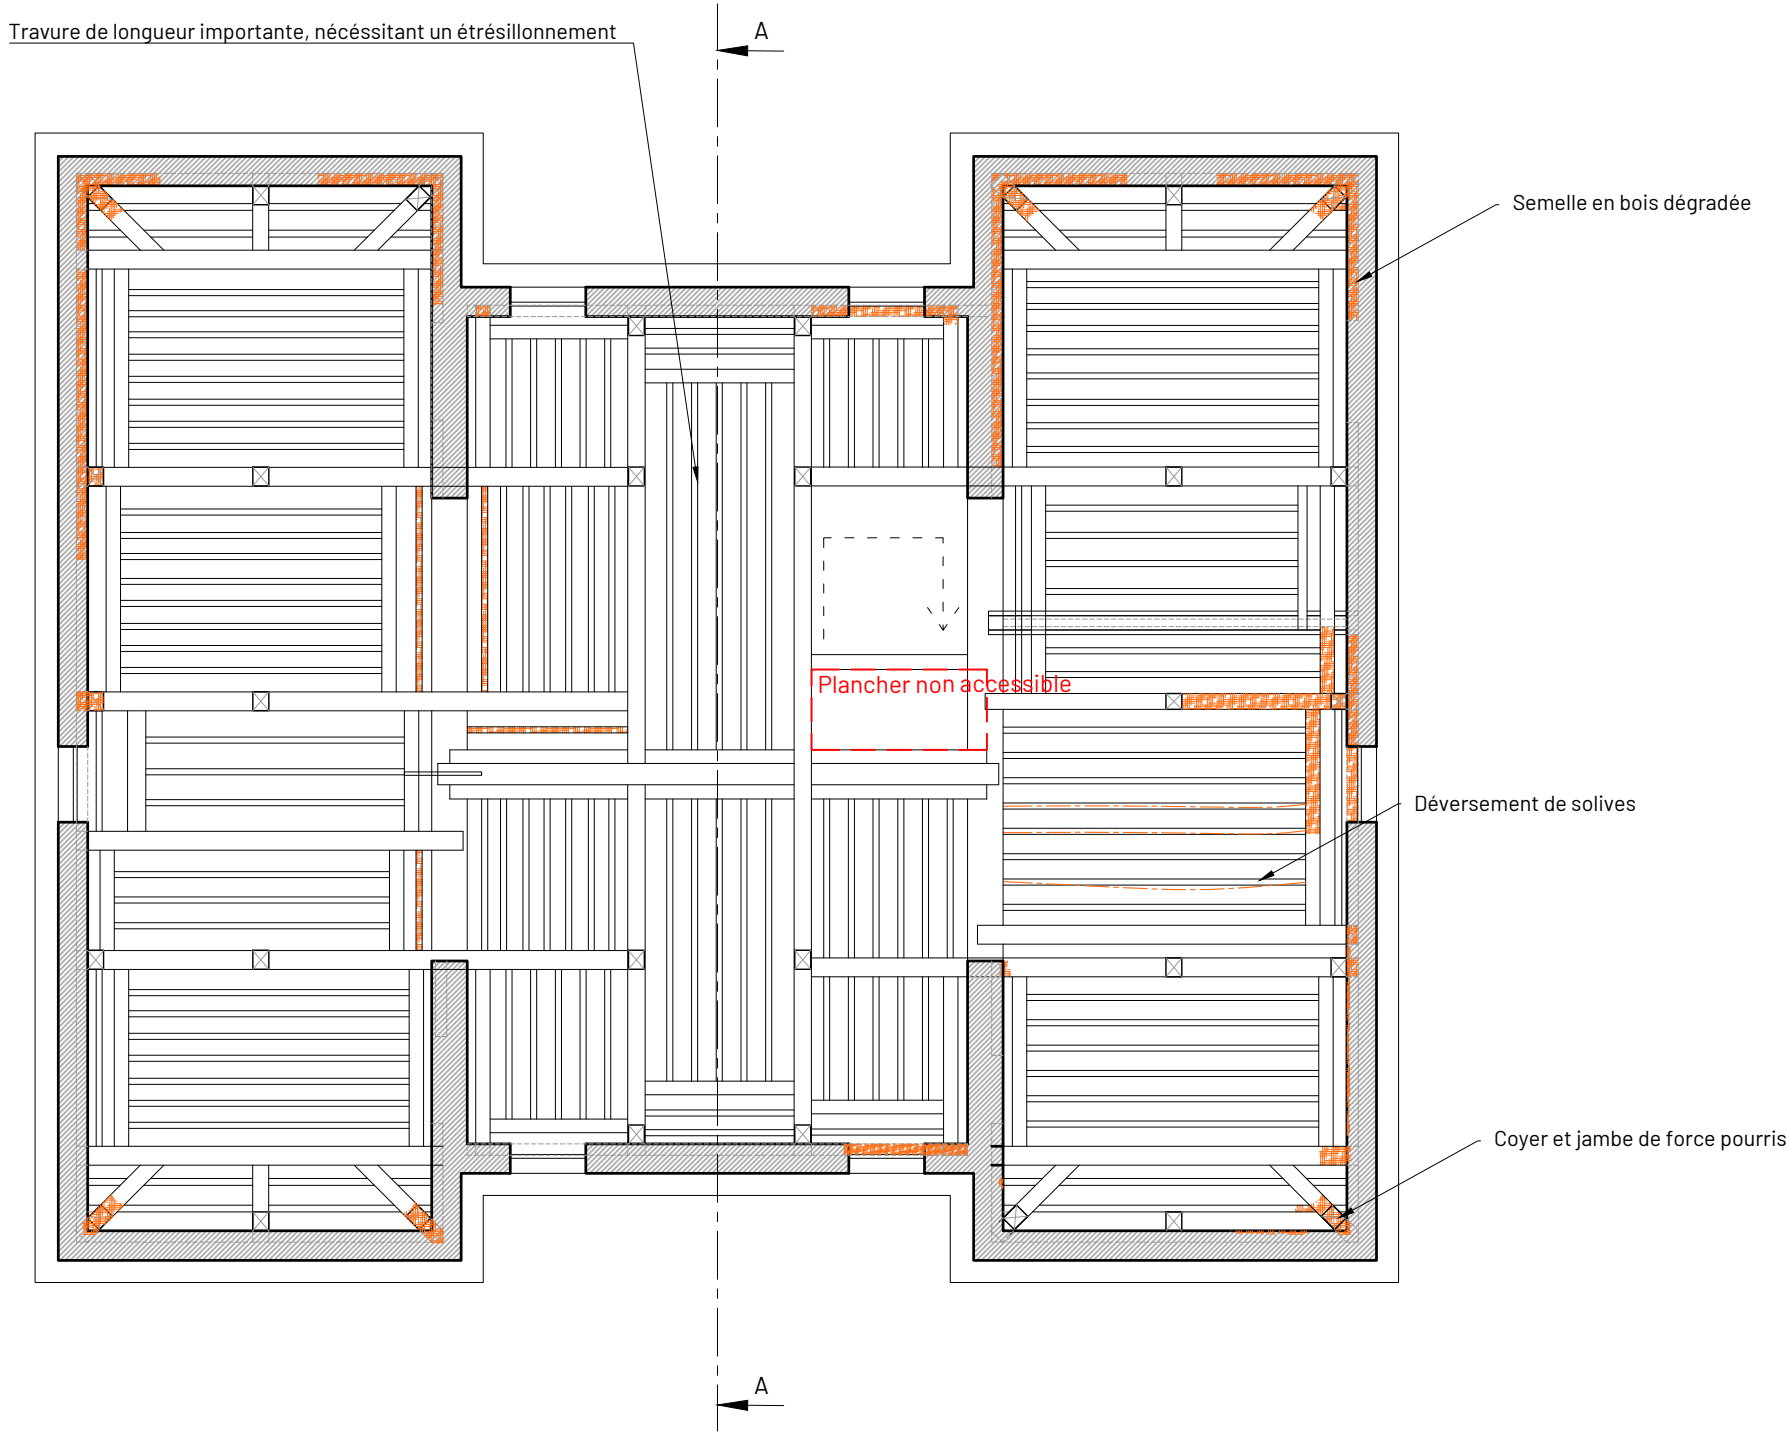 Travure de longueur importante, nécéssitant un étrésillonnement
A
Semelle en bois dégradée
Plancher non accessible
Déversement de solives
Coyer et jambe de force pourris
A